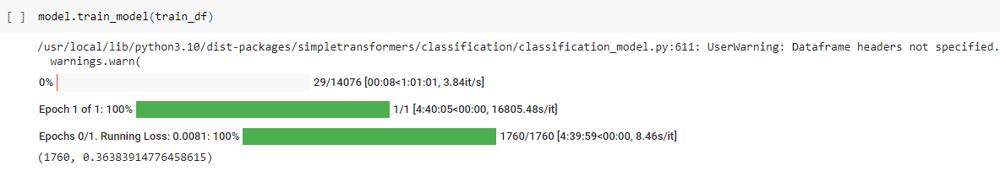 [ ] model.train_model(train_df)
/usr/local/lib/python3.10/dist-packages/simpletransformers/classification/classification_model.py:611: UserWarning: Dataframe headers not specified.
warnings.warn(
0% 29/14076 [00:08<1:01:01, 3.84it/s]
Epoch 1 of 1: 100% 1/1 [4:40:05<00:00, 16805.48s/it]
Epochs 0/1. Running Loss: 0.0081: 100% 1760/1760 [4:39:59<00:00, 8.46s/it]
(1760, 0.36383914776458615)